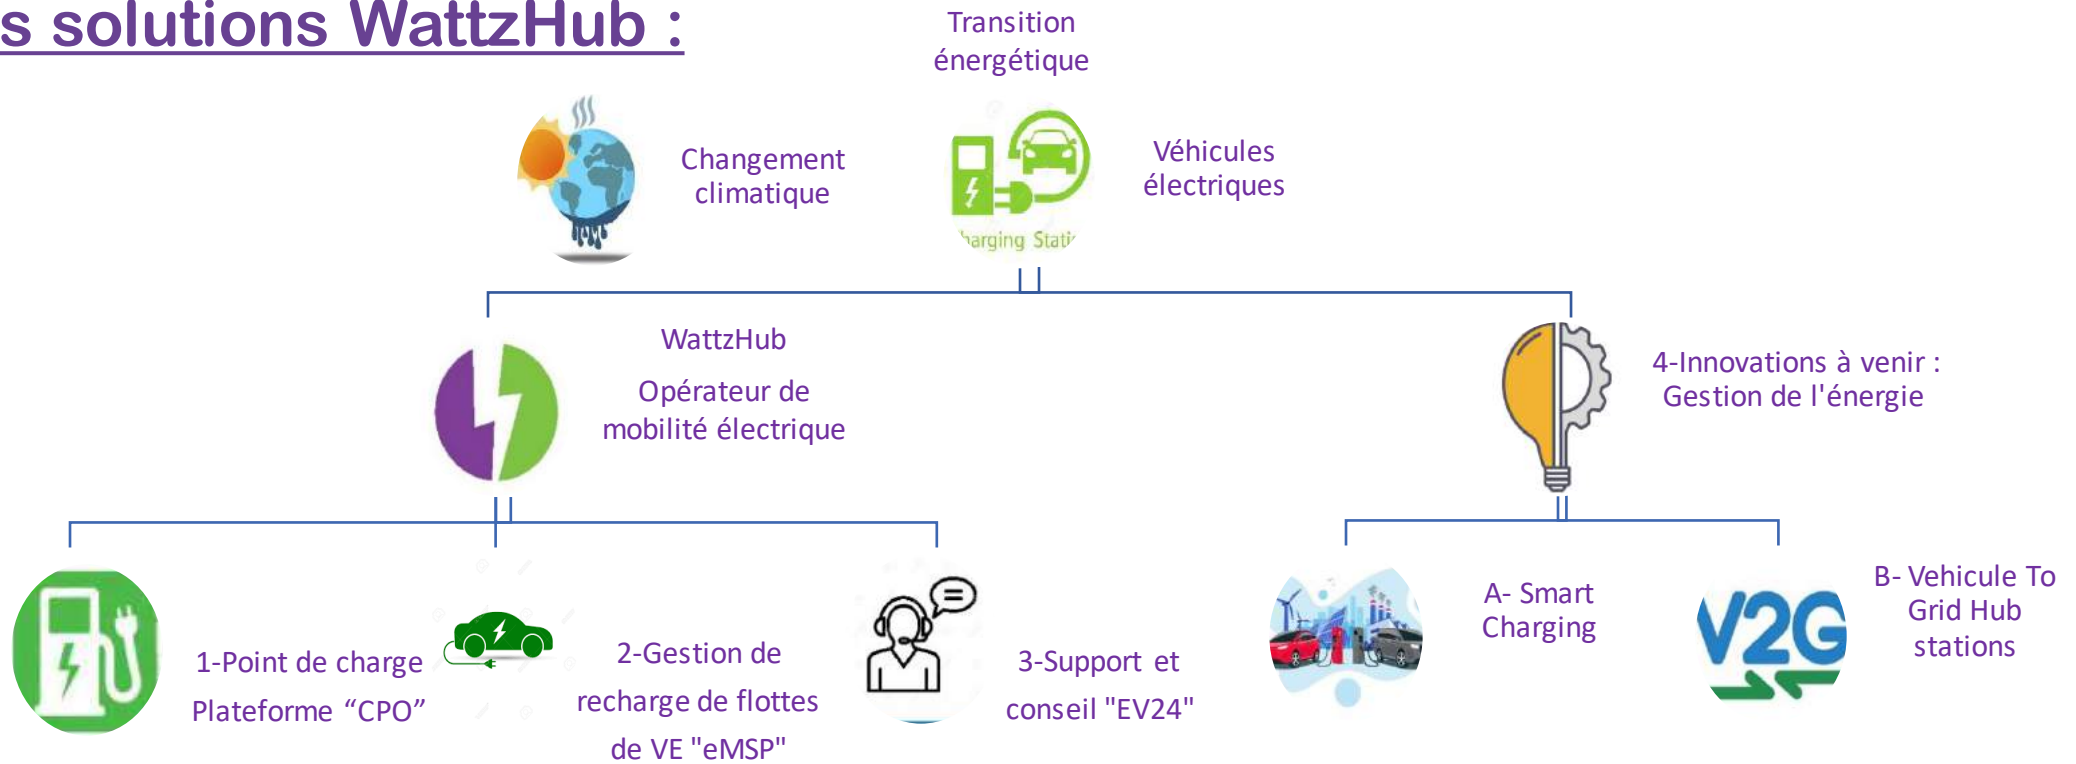 s solutions WattzHub :
Transition
énergétique
Changement
climatique
Véhicules
électriques
harging Stati
WattzHub
Opérateur de
mobilité électrique
4-Innovations à venir :
Gestion de l'énergie
1-Point de charge
Plateforme “CPO”
2-Gestion de
recharge de flottes
de VE "eMSP"
3-Support et
conseil "EV24"
A- Smart
Charging
V2G
B- Vehicule To
Grid Hub
stations